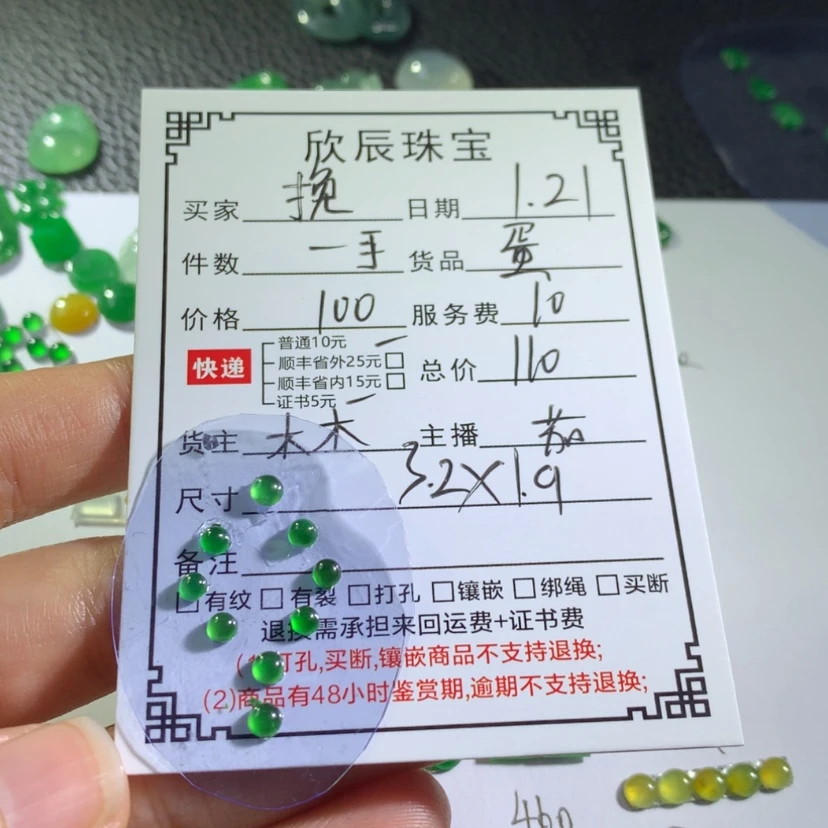 欣辰珠宝
买家 挽 日期 1.21
件数 一手 货品 蛋
价格 100 服务费 10
快递
普通10元
顺丰省外25元
顺丰省内15元
证书5元
总价 110
货主 木木 主播 茹
尺寸 3.2X1.9
备注
有纹 有裂 打孔 镶嵌 绑绳 买断
退换需承担来回运费+证书费
(1)打孔,买断,镶嵌商品不支持退换;
(2)商品有48小时鉴赏期,逾期不支持退换;
460